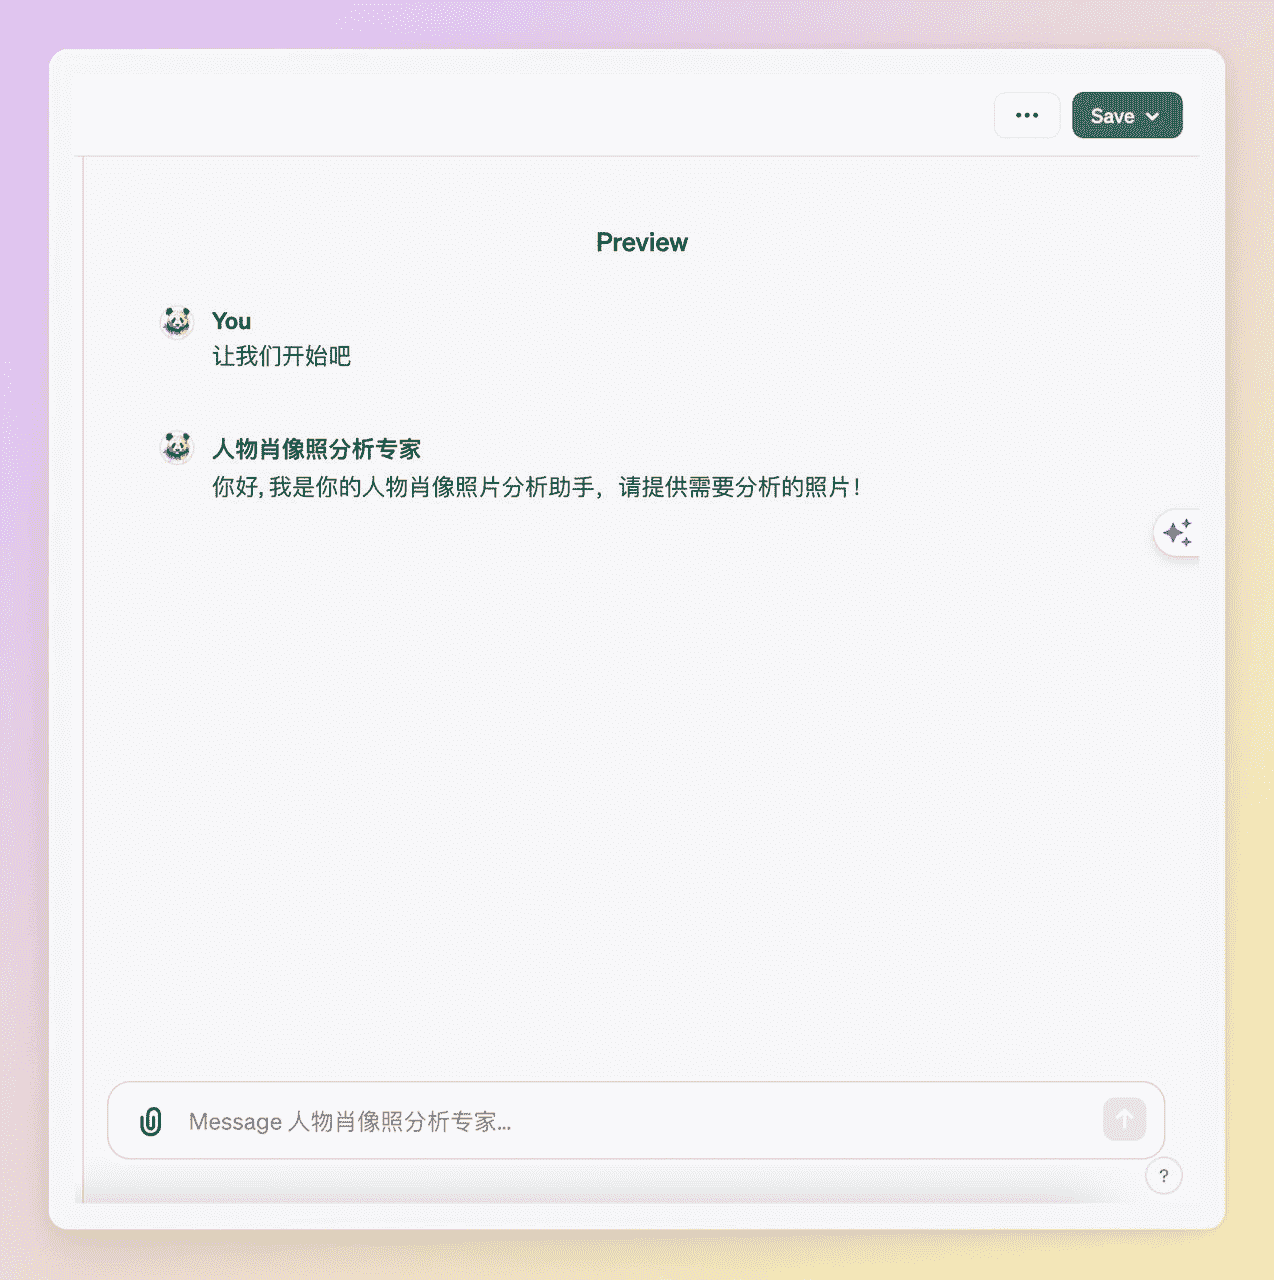 Save
Preview
You
让我们开始吧
人物肖像照分析专家
你好, 我是你的人物肖像照片分析助手，请提供需要分析的照片！
Message 人物肖像照分析专家...
?